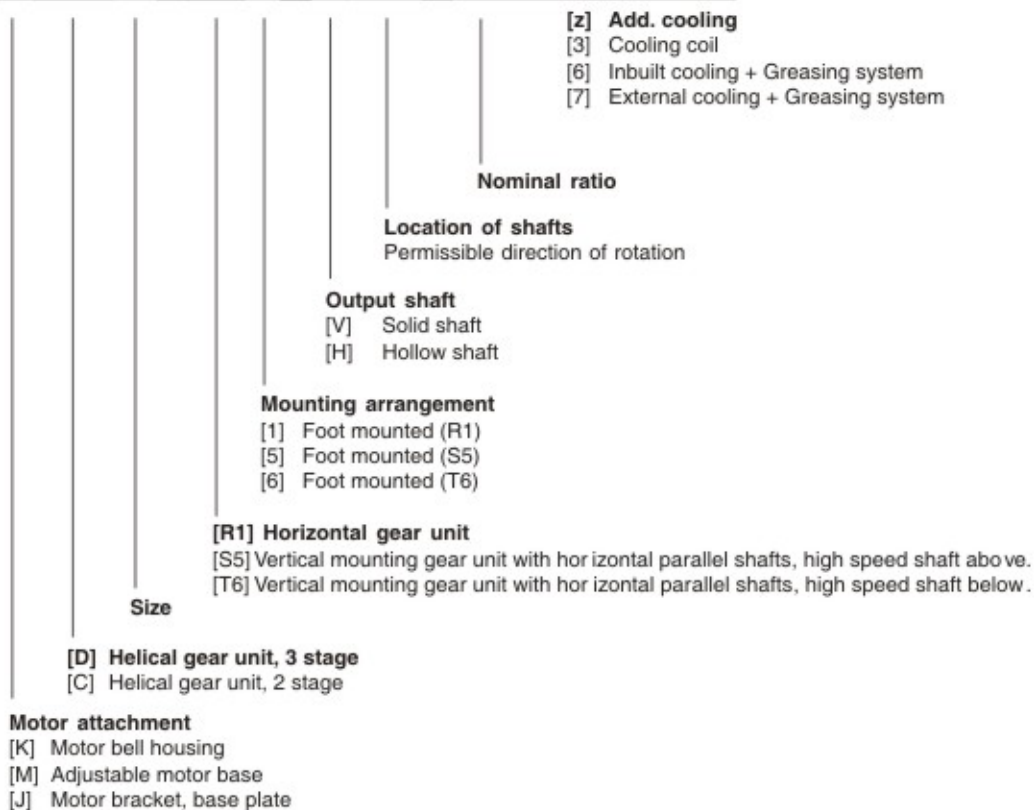 [z] Add. cooling
[3] Cooling coil
[6] Inbuilt cooling + Greasing system
[7] External cooling + Greasing system
Nominal ratio
Location of shafts
Permissible direction of rotation
Output shaft
[V] Solid shaft
[H] Hollow shaft
Mounting arrangement
[1] Foot mounted (R1)
[5] Foot mounted (S5)
[6] Foot mounted (T6)
[R1] Horizontal gear unit
[S5] Vertical mounting gear unit with hor izontal parallel shafts, high speed shaft abo ve.
[T6] Vertical mounting gear unit with hor izontal parallel shafts, high speed shaft below.
Size
[D] Helical gear unit, 3 stage
[C] Helical gear unit, 2 stage
Motor attachment
[K] Motor bell housing
[M] Adjustable motor base
[J] Motor bracket, base plate